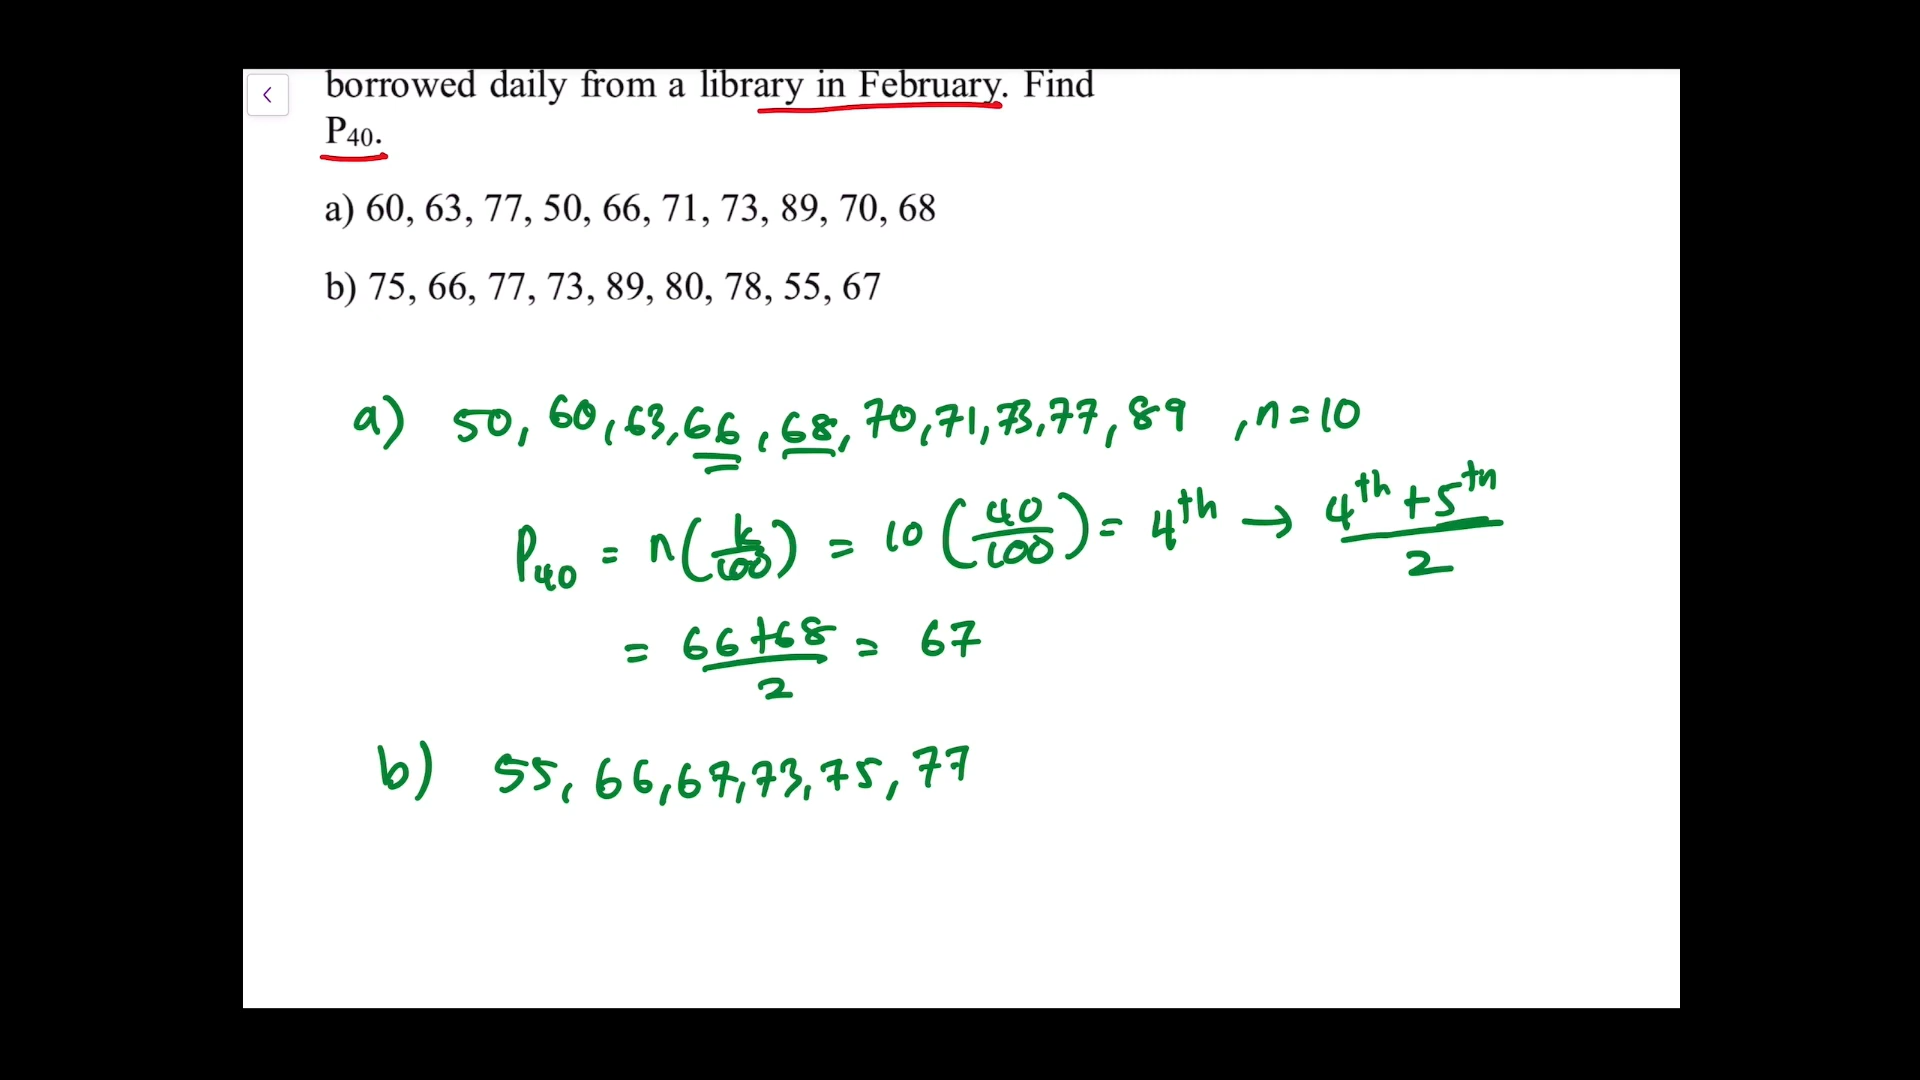 borrowed daily from a library in February. Find
P40.
a) 60, 63, 77, 50, 66, 71, 73, 89, 70, 68
b) 75, 66, 77, 73, 89, 80, 78, 55, 67
a) 50, 60, 63, 66, 68, 70, 71, 73, 77, 89, n = 10
P40 = n(k/100) = 10(40/100) = 4th → 4th + 5th / 2
= 66+68 / 2 = 67
b) 55, 66, 67, 73, 75, 77